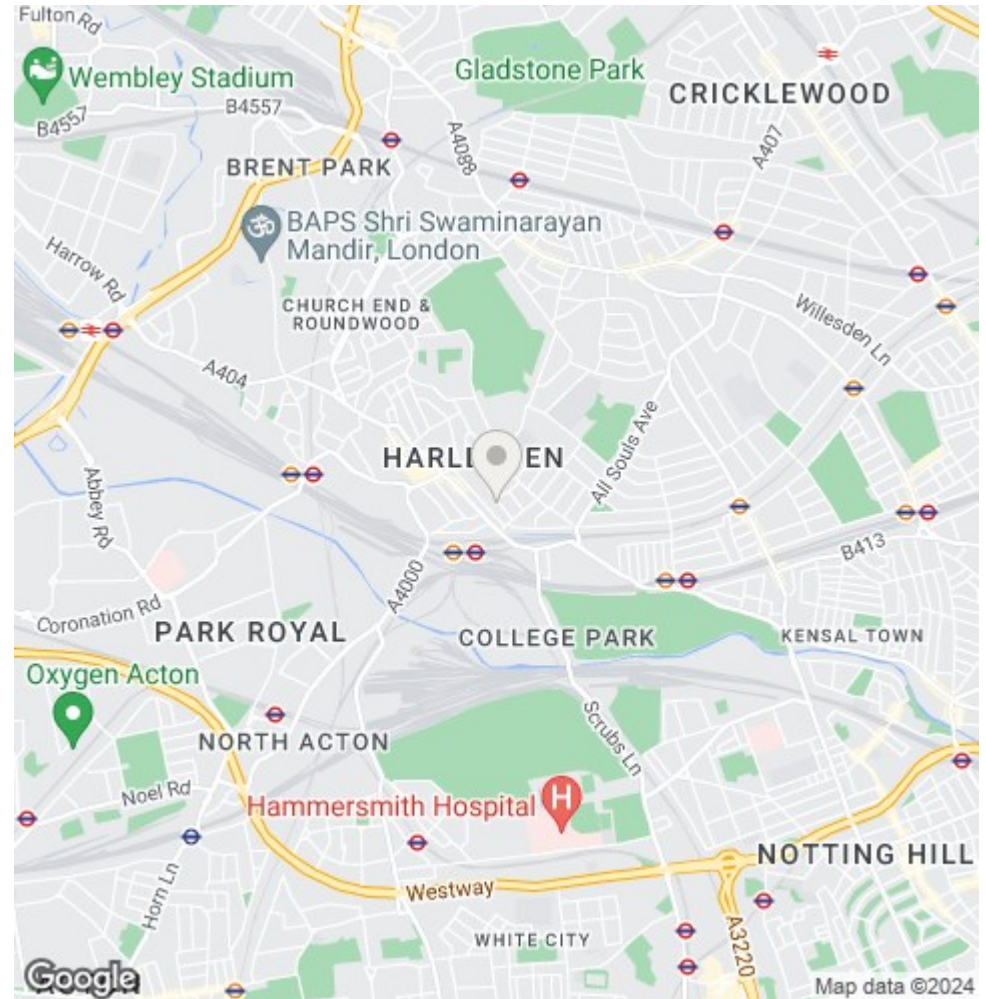 Fulton Rd
Wembley Stadium
B4557
B4557
Gladstone Park
CRICKLEWOOD
A4088
A407
BRENT PARK
BAPS Shri Swaminarayan
Mandir, London
Harrow Rd
CHURCH END &
ROUNDWOOD
Willesden Ln
A404
All Souls Ave
Abbey Rd
B413
A4000
Coronation Rd
PARK ROYAL
COLLEGE PARK
KENSAL TOWN
Oxygen Acton
NORTH ACTON
Scrubs Ln
Noel Rd
Hammersmith Hospital
H
NOTTING HILL
Horn Ln
Westway
WHITE CITY
A3220
Google
Map data ©2024